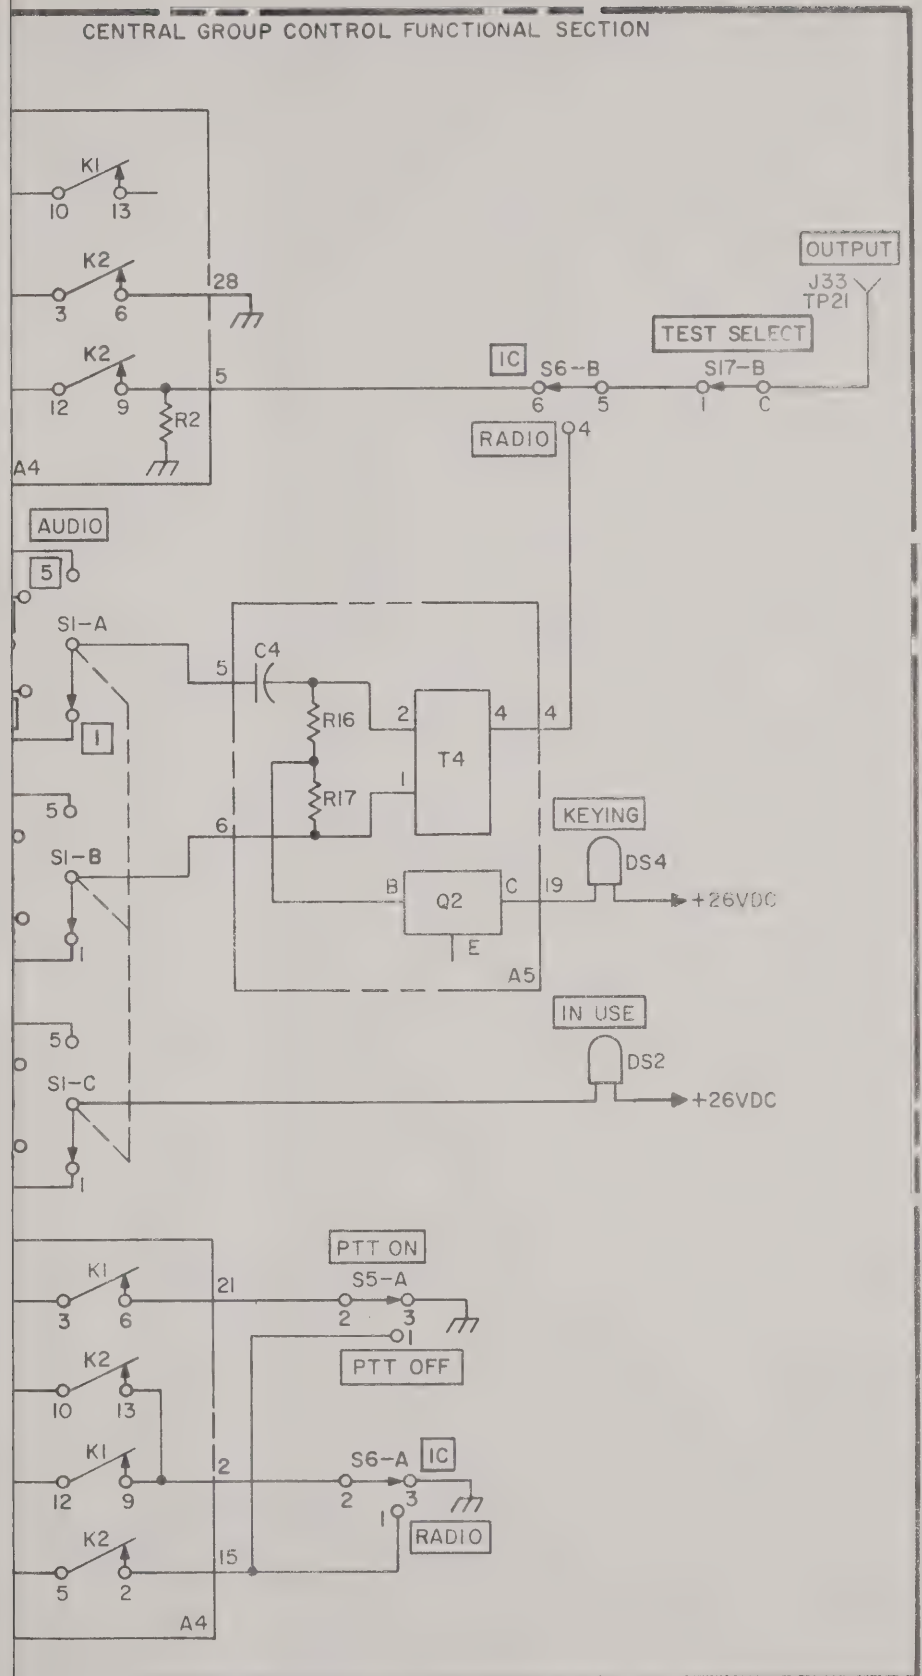 CENTRAL GROUP CONTROL FUNCTIONAL SECTION
K1
10 13
K2
3 6
28
K2
12 9
5
R2
A4
OUTPUT
J33
TP21
TEST SELECT
S17-B
1 C
IC
S6-B
6 5
RADIO
4
AUDIO
5
S1-A
1
5
C4
R16
R17
2
1
T4
4
4
6
5
S1-B
1
B
Q2
C
E
19
A5
KEYING
DS4
+26VDC
IN USE
DS2
+26VDC
5
S1-C
1
PTT ON
K1
3 6
21
S5-A
2 3
1
PTT OFF
K2
10 13
K1
12 9
2
S6-A
IC
2 3
1
RADIO
K2
5 2
15
A4